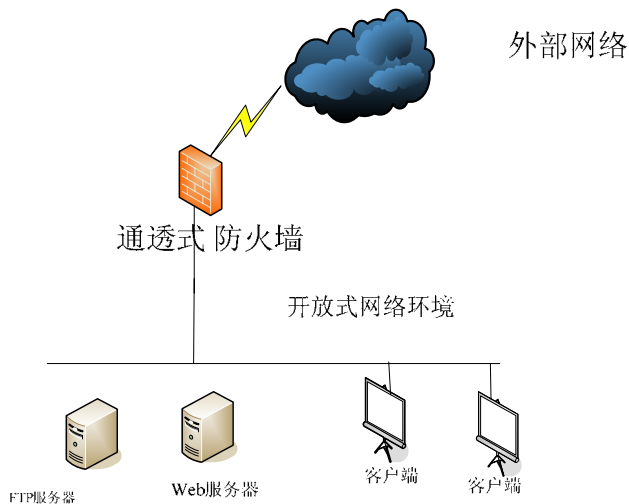 外部网络
通透式 防火墙
开放式网络环境
FTP服务器
Web服务器
客户端
客户端